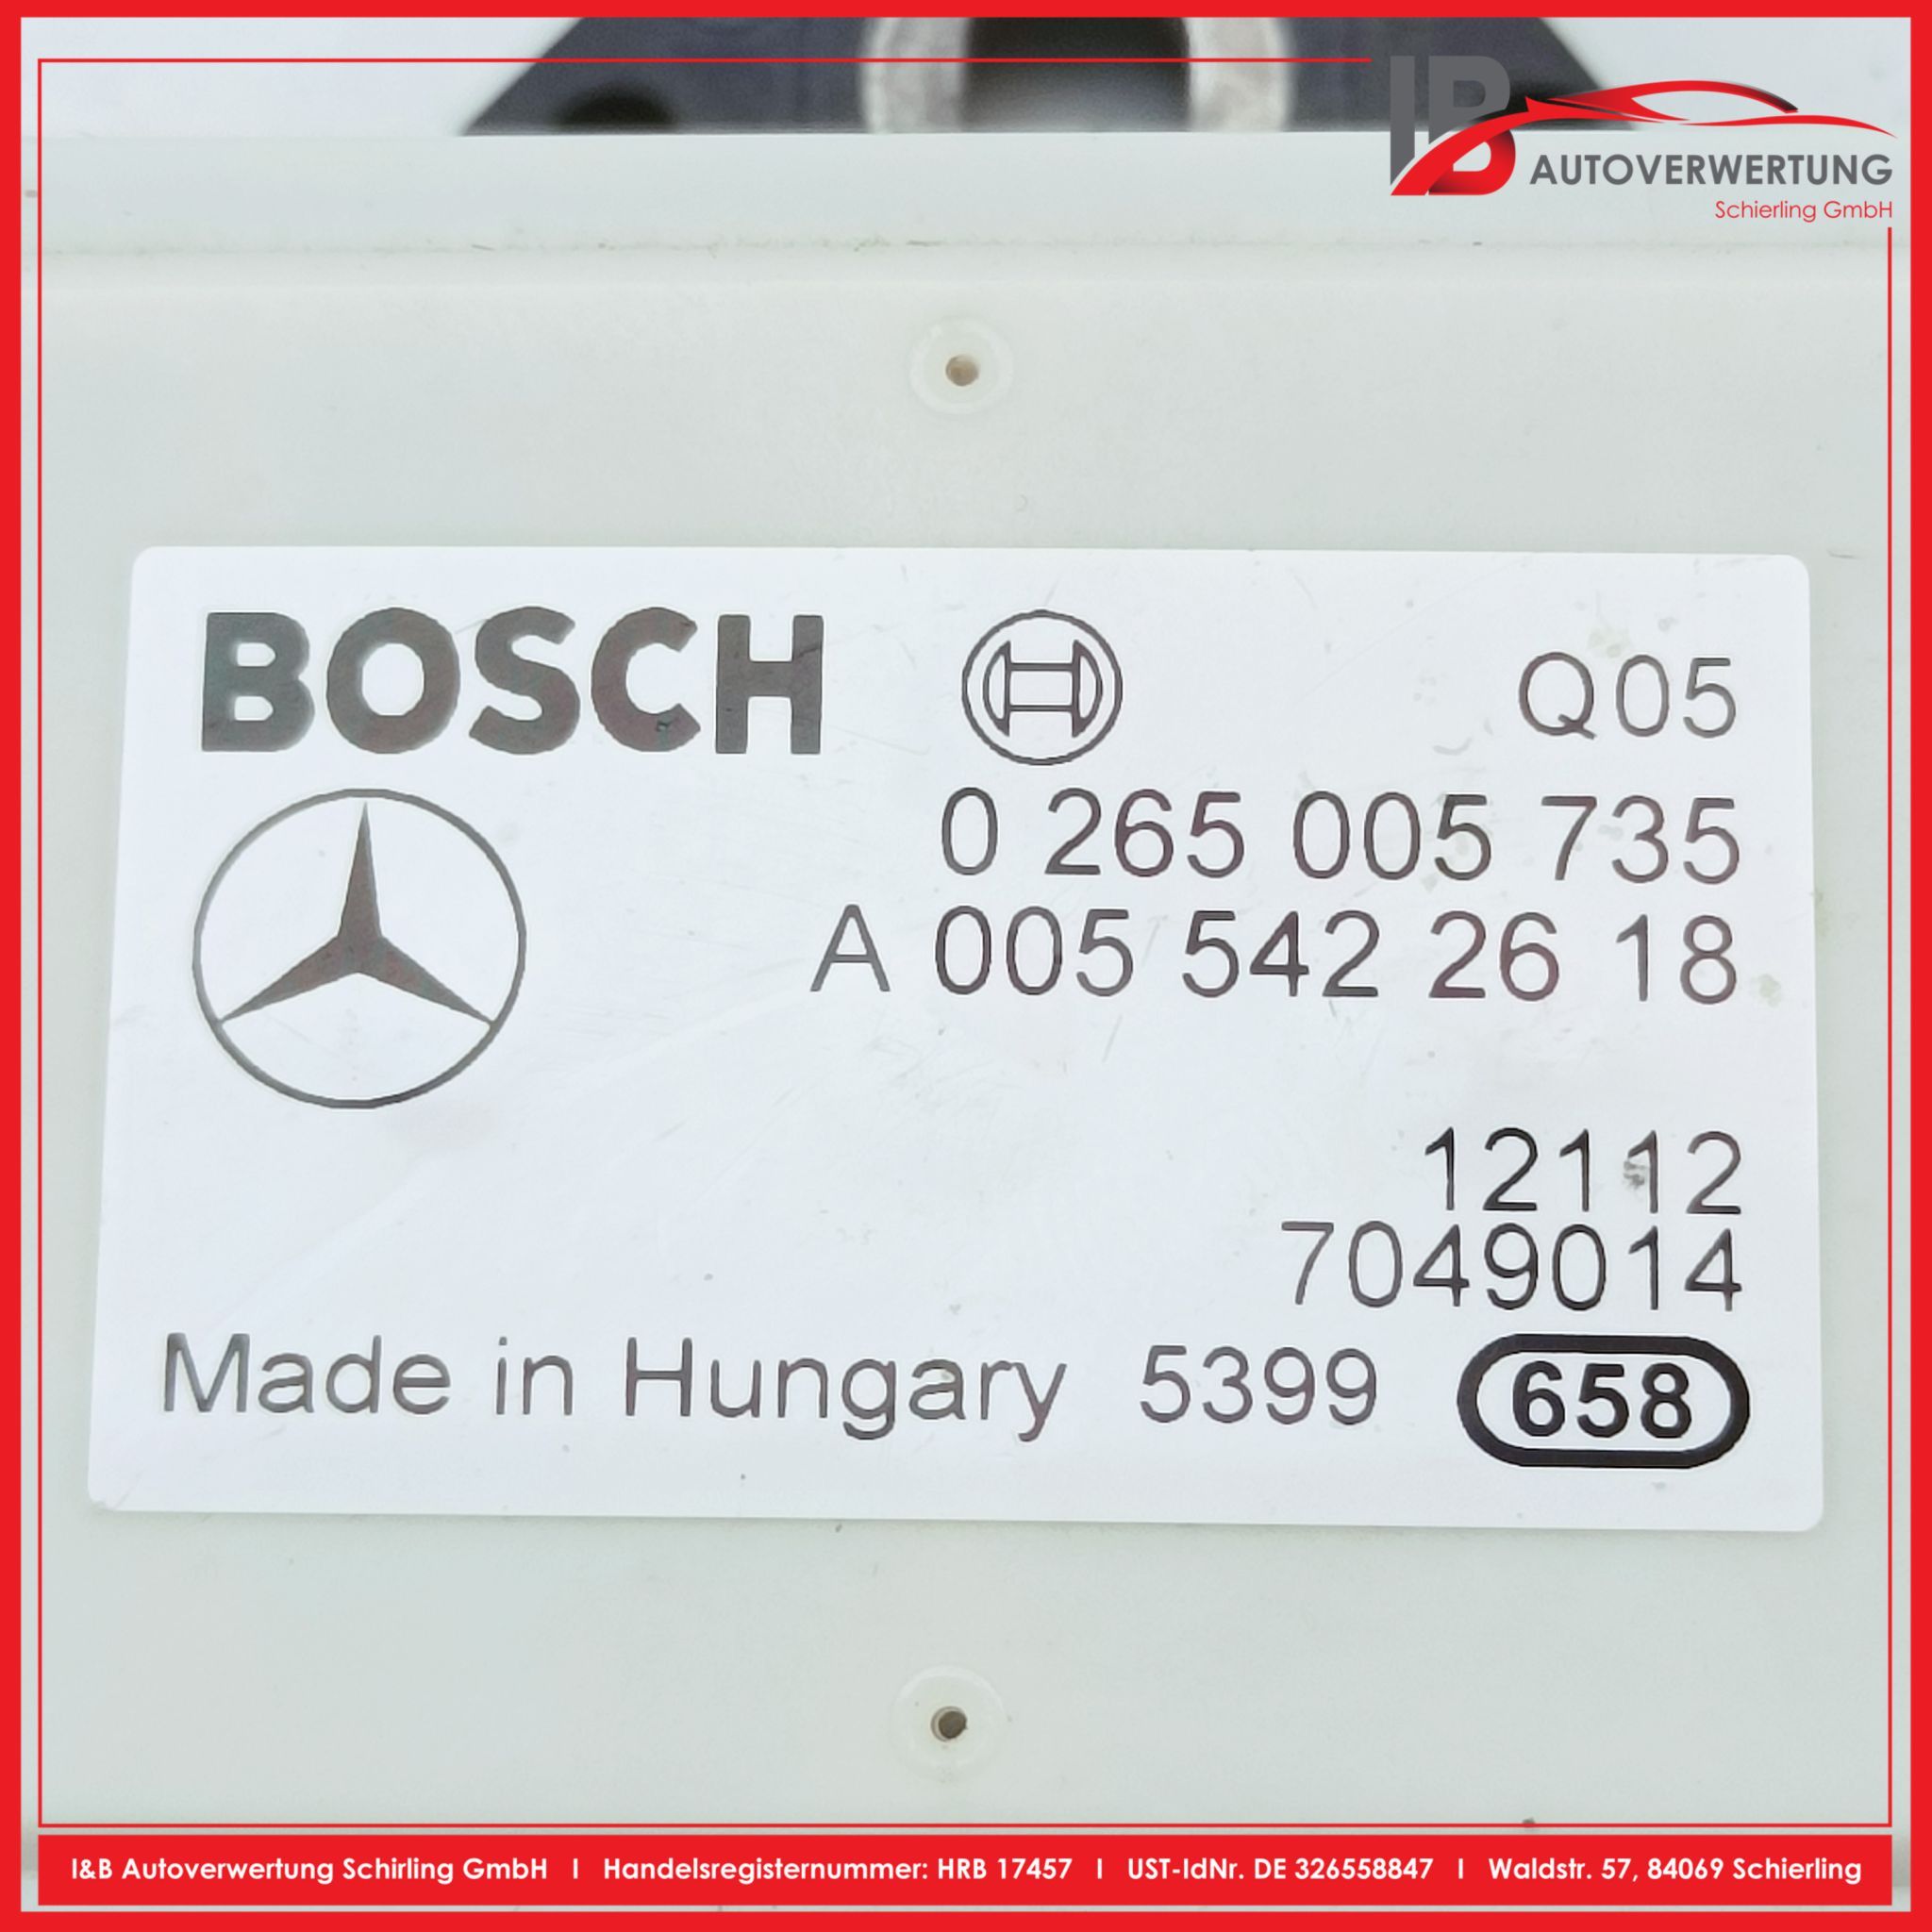 IB
AUTOVERWERTUNG
Schierling GmbH
BOSCH
Q05
0 265 005 735
A 005 542 26 18
12112
7049014
Made in Hungary 5399 658
I&B Autoverwertung Schirling GmbH I Handelsregisternummer: HRB 17457 I UST-IdNr. DE 326558847 I Waldstr. 57, 84069 Schierling